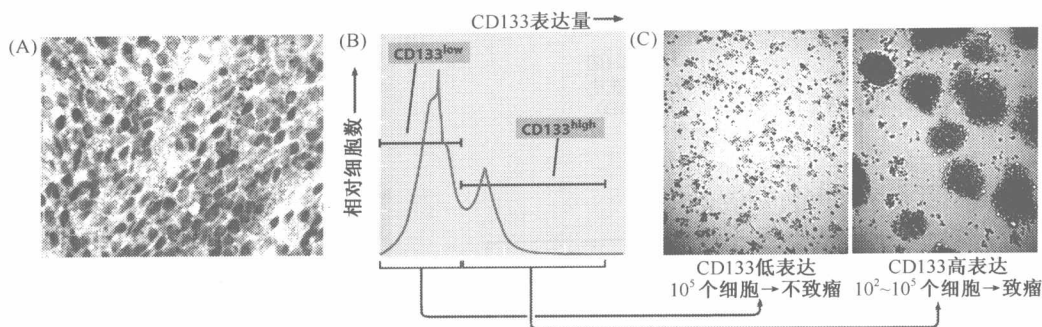 CD133表达量
(A)
(B)
(C)
CD133low
CD133high
相对细胞数
CD133低表达
10⁵个细胞→不致瘤
CD133高表达
10²~10⁵个细胞→致瘤